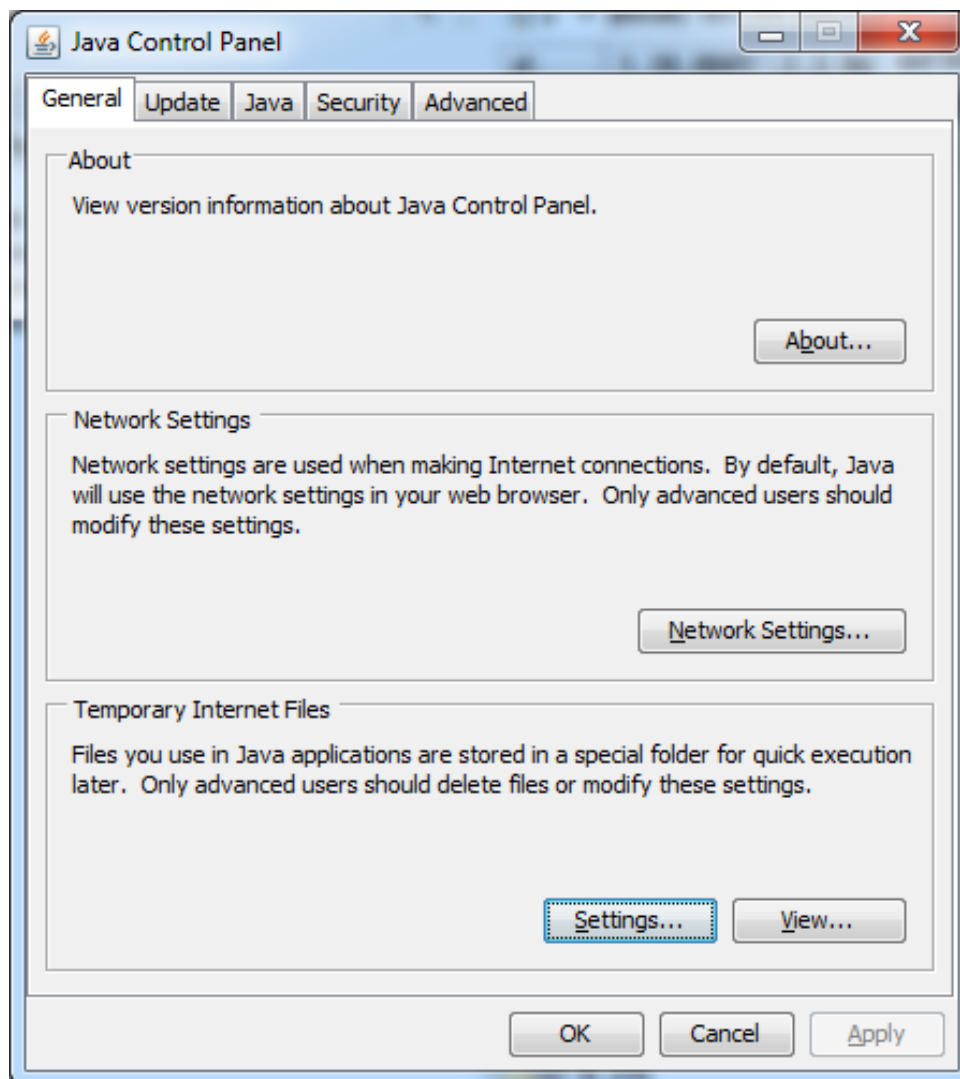 Java Control Panel
General Update Java Security Advanced
About
View version information about Java Control Panel.
About...
Network Settings
Network settings are used when making Internet connections.  By default, Java
will use the network settings in your web browser.  Only advanced users should
modify these settings.
Network Settings...
Temporary Internet Files
Files you use in Java applications are stored in a special folder for quick execution
later.  Only advanced users should delete files or modify these settings.
Settings... View...
OK Cancel Apply